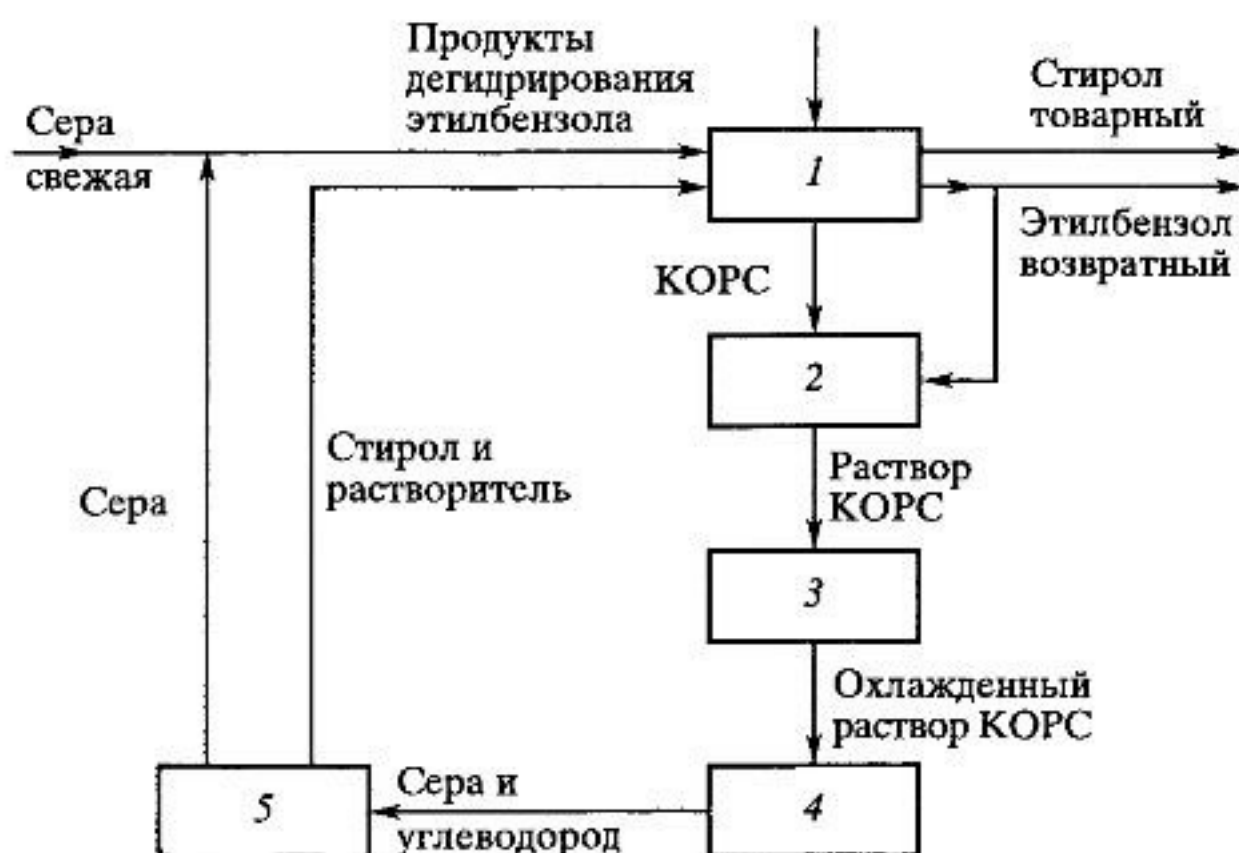 Продукты
дегидрирования
этилбензола
Стирол
товарный
Сера
свежая
1
Этилбензол
возвратный
КОРС
2
Стирол и
растворитель
Раствор
КОРС
Сера
3
Охлажденный
раствор КОРС
Сера и
углеводород
5
4